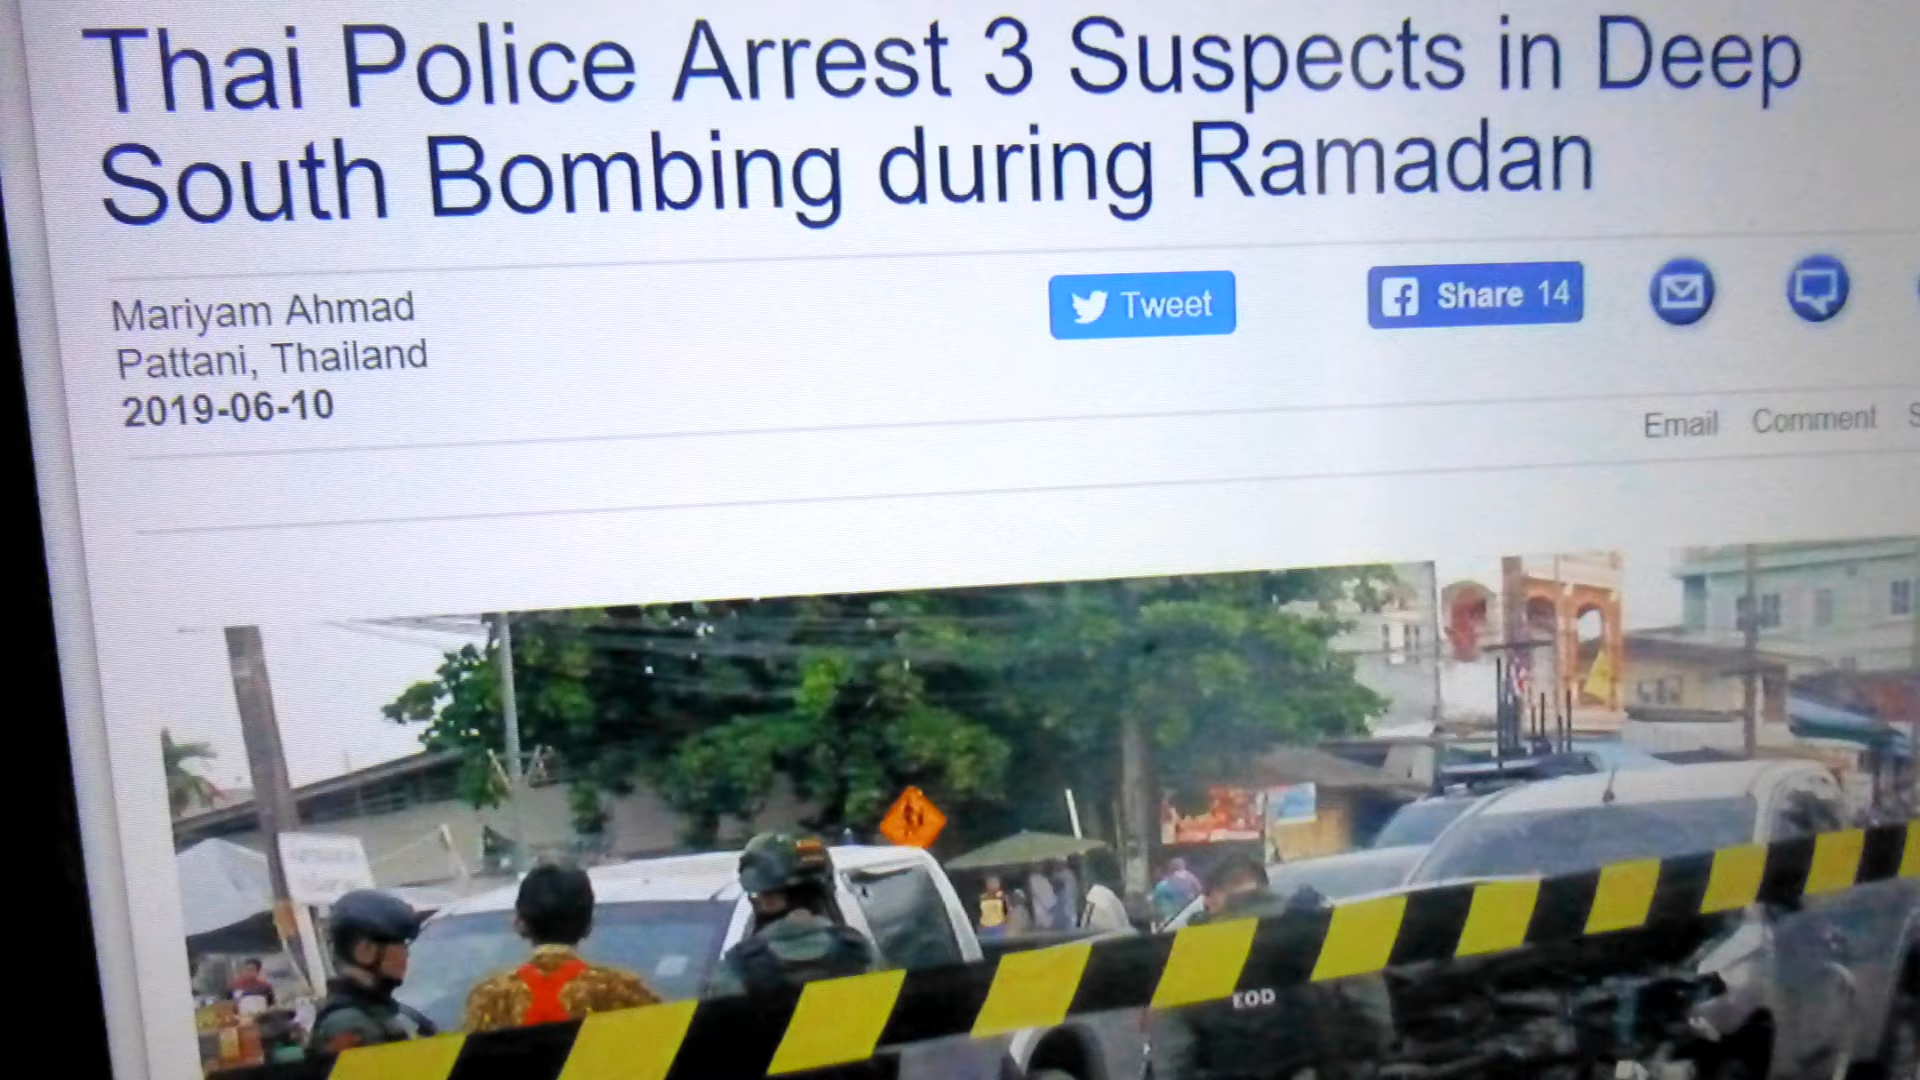 Thai Police Arrest 3 Suspects in Deep
South Bombing during Ramadan
Mariyam Ahmad
Pattani, Thailand
2019-06-10
Tweet
Share 14
Email Comment
EOD